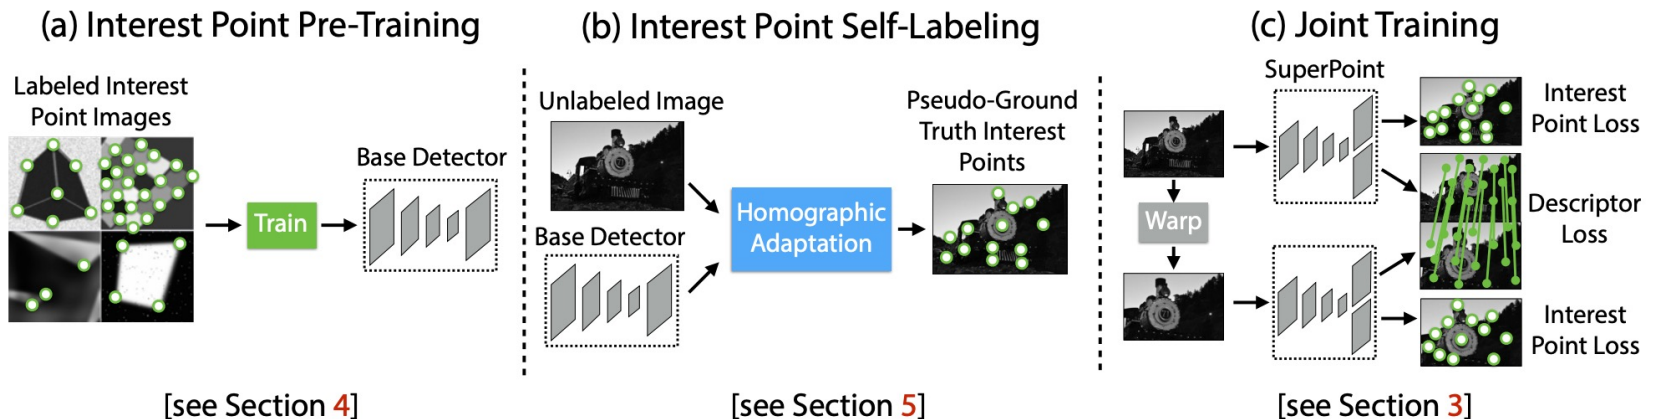 (a) Interest Point Pre-Training
Labeled Interest
Point Images
Train
Base Detector
[see Section 4]
(b) Interest Point Self-Labeling
Unlabeled Image
Base Detector
Homographic
Adaptation
Pseudo-Ground
Truth Interest
Points
[see Section 5]
(c) Joint Training
SuperPoint
Warp
Interest
Point Loss
Descriptor
Loss
Interest
Point Loss
[see Section 3]